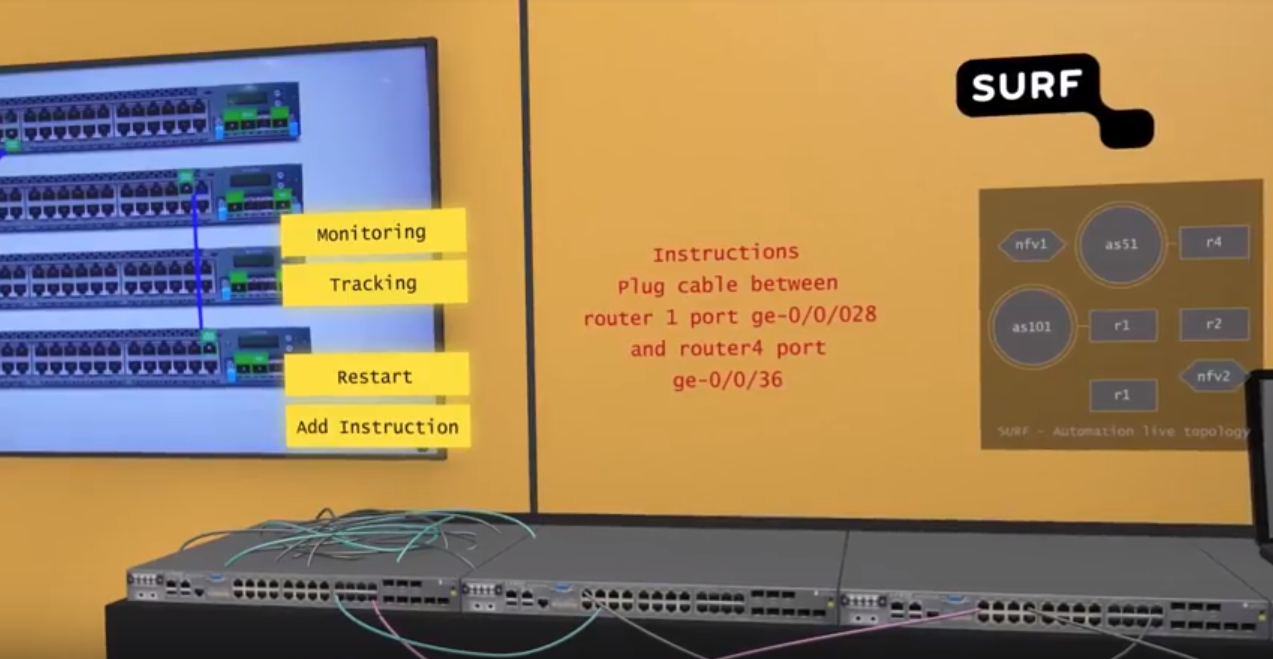 SURF
Monitoring
Tracking
Restart
Add Instruction
Instructions
Plug cable between
router 1 port ge-0/0/028
and router4 port
ge-0/0/36
nfv1
as51
r4
as101
r1
r2
nfv2
r1
SURF - Automation live topology